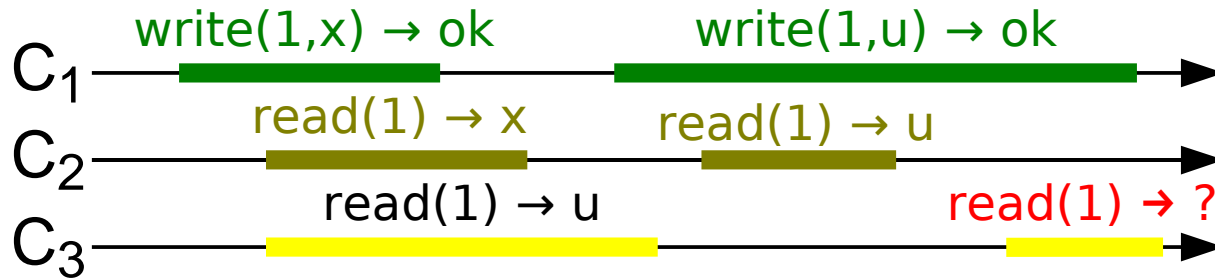 write(1,x) → ok write(1,u) → ok
C₁
read(1) → x read(1) → u
C₂
read(1) → u read(1) → ?
C₃